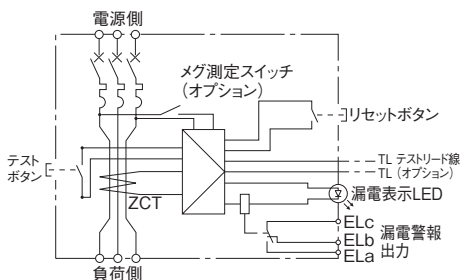 電源側
メグ測定スイッチ
(オプション)
リセットボタン
テスト
ボタン
TL テストリード線
TL (オプション)
ZCT
漏電表示LED
ELc
ELb
ELa
漏電警報
出力
負荷側